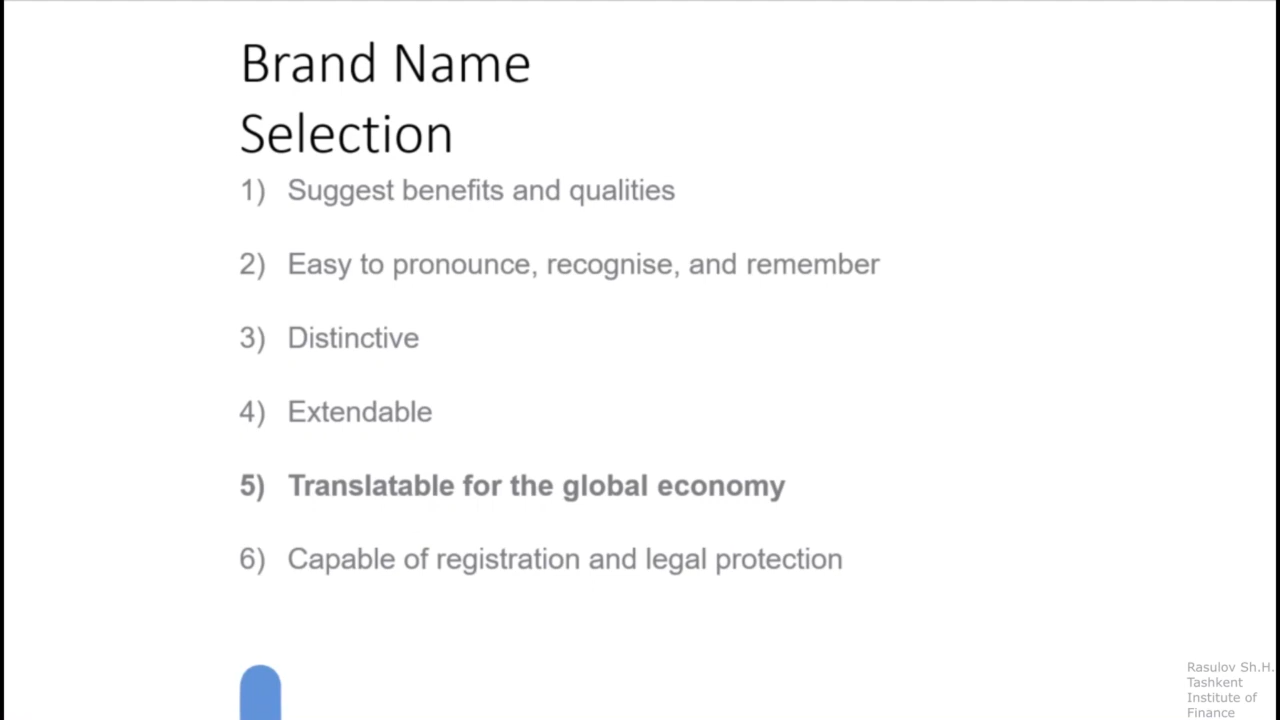 Brand Name
Selection
1) Suggest benefits and qualities
2) Easy to pronounce, recognise, and remember
3) Distinctive
4) Extendable
5) Translatable for the global economy
6) Capable of registration and legal protection
Rasulov Sh.H.
Tashkent
Institute of
Finance